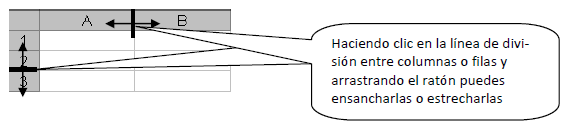 A B
1
2
3
Haciendo clic en la línea de divi-
sión entre columnas o filas y
arrastrando el ratón puedes
ensancharlas o estrecharlas